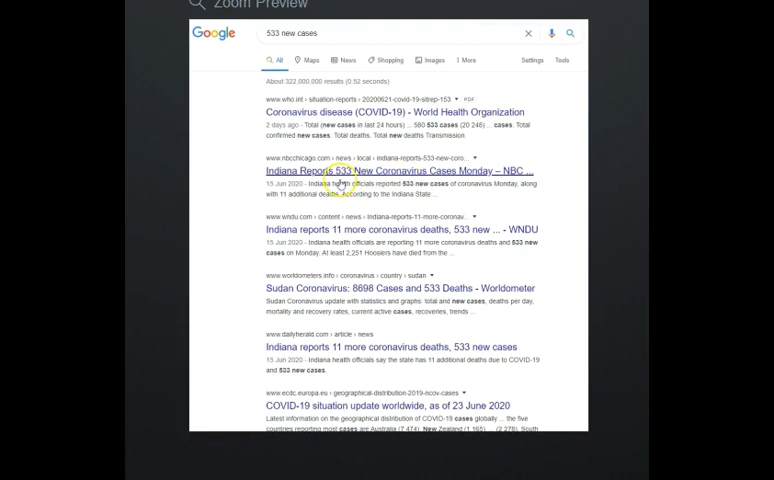 Zoom Preview
Google
533 new cases
All Maps News Shopping Images More Settings Tools
About 322,000,000 results (0.52 seconds)
www.who.int › situation-reports › 20200621-covid-19-sitrep-153 PDF
Coronavirus disease (COVID-19) - World Health Organization
2 days ago - Total (new cases in last 24 hours) ... 580 533 cases (20 248) ... cases. Total
confirmed new cases. Total deaths. Total new deaths Transmission.
www.nbcchicago.com › news › local › indiana-reports-533-new-coro...
Indiana Reports 533 New Coronavirus Cases Monday – NBC ...
15 Jun 2020 - Indiana health officials reported 533 new cases of coronavirus Monday, along
with 11 additional deaths, according to the Indiana State ...
www.wndu.com › content › news › Indiana-reports-11-more-coronav...
Indiana reports 11 more coronavirus deaths, 533 new ... - WNDU
15 Jun 2020 - Indiana health officials are reporting 11 more coronavirus deaths and 533 new
cases on Monday. At least 2,251 Hoosiers have died from the ...
www.worldometers.info › coronavirus › country › sudan
Sudan Coronavirus: 8698 Cases and 533 Deaths - Worldometer
Sudan Coronavirus update with statistics and graphs: total and new cases, deaths per day,
mortality and recovery rates, current active cases, recoveries, trends ...
www.dailyherald.com › article › news
Indiana reports 11 more coronavirus deaths, 533 new cases
15 Jun 2020 - Indiana health officials say the state has 11 additional deaths due to COVID-19
and 533 new cases.
www.ecdc.europa.eu › geographical-distribution-2019-ncov-cases
COVID-19 situation update worldwide, as of 23 June 2020
Latest information on the geographical distribution of COVID-19 cases globally ... the five
countries reporting most cases are Australia (7 474), New Zealand (1 165), ... (2 278), South